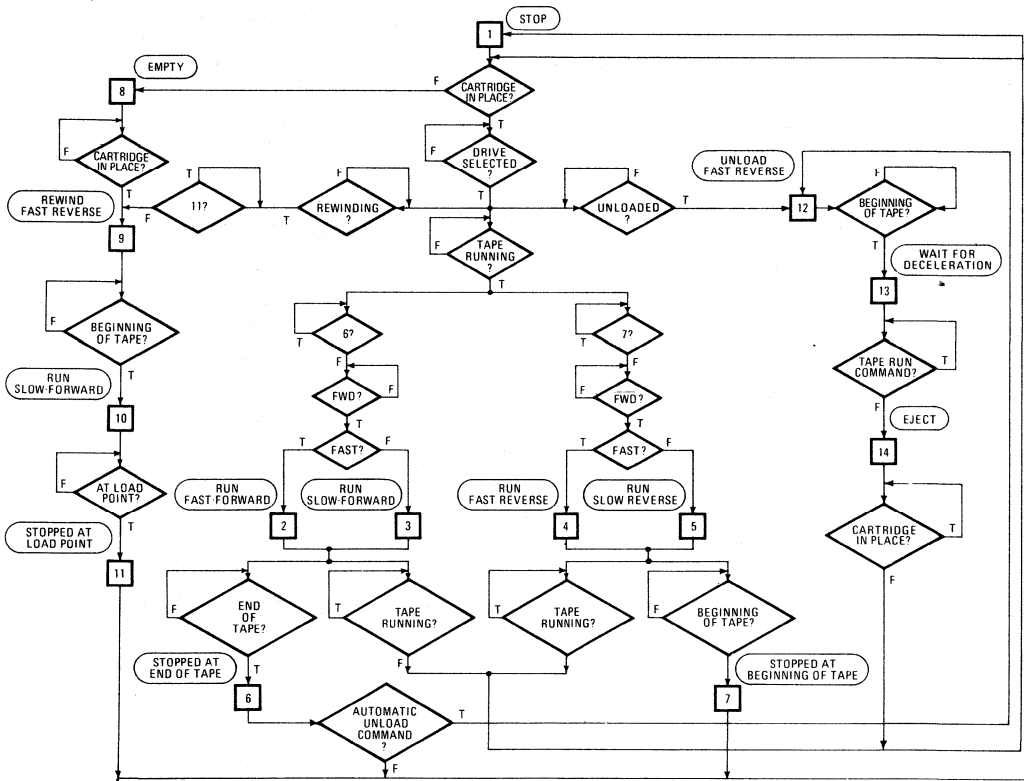 STOP
1
EMPTY
8
F
CARTRIDGE
IN PLACE?
T
F
CARTRIDGE
IN PLACE?
T
F
DRIVE
SELECTED
?
T
UNLOAD
FAST REVERSE
REWIND
FAST REVERSE
T
11?
F
F
REWINDING
?
T
F
UNLOADED
?
T
12
F
BEGINNING
OF TAPE?
T
9
F
TAPE
RUNNING
?
T
WAIT FOR
DECELERATION
13
F
BEGINNING
OF TAPE?
T
6?
T
F
7?
T
F
TAPE RUN
COMMAND?
T
F
RUN
SLOW-FORWARD
10
FWD?
F
T
FWD?
F
T
EJECT
14
T
FAST?
F
T
FAST?
F
F
AT LOAD
POINT?
T
RUN
FAST-FORWARD
2
RUN
SLOW-FORWARD
3
RUN
FAST REVERSE
4
RUN
SLOW REVERSE
5
CARTRIDGE
IN PLACE?
T
F
STOPPED AT
LOAD POINT
11
F
END
OF
TAPE?
T
T
TAPE
RUNNING?
F
T
TAPE
RUNNING?
F
BEGINNING
OF TAPE?
STOPPED AT
END OF TAPE
6
STOPPED AT
BEGINNING OF TAPE
7
AUTOMATIC
UNLOAD
COMMAND
?
T
F